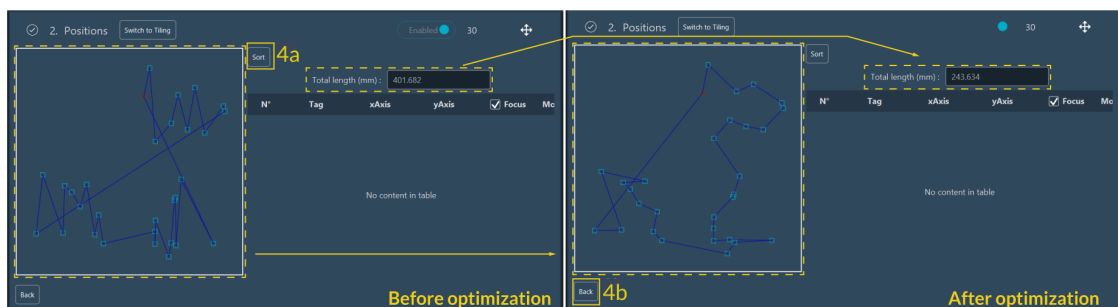 2. Positions Switch to Tiling Enabled 30
Sort 4a
Total length (mm) : 401.682
N° Tag xAxis yAxis Focus Mo
No content in table
Back
Before optimization
2. Positions Switch to Tiling 30
Sort
Total length (mm) : 243.634
N° Tag xAxis yAxis Focus Mo
No content in table
Back 4b
After optimization